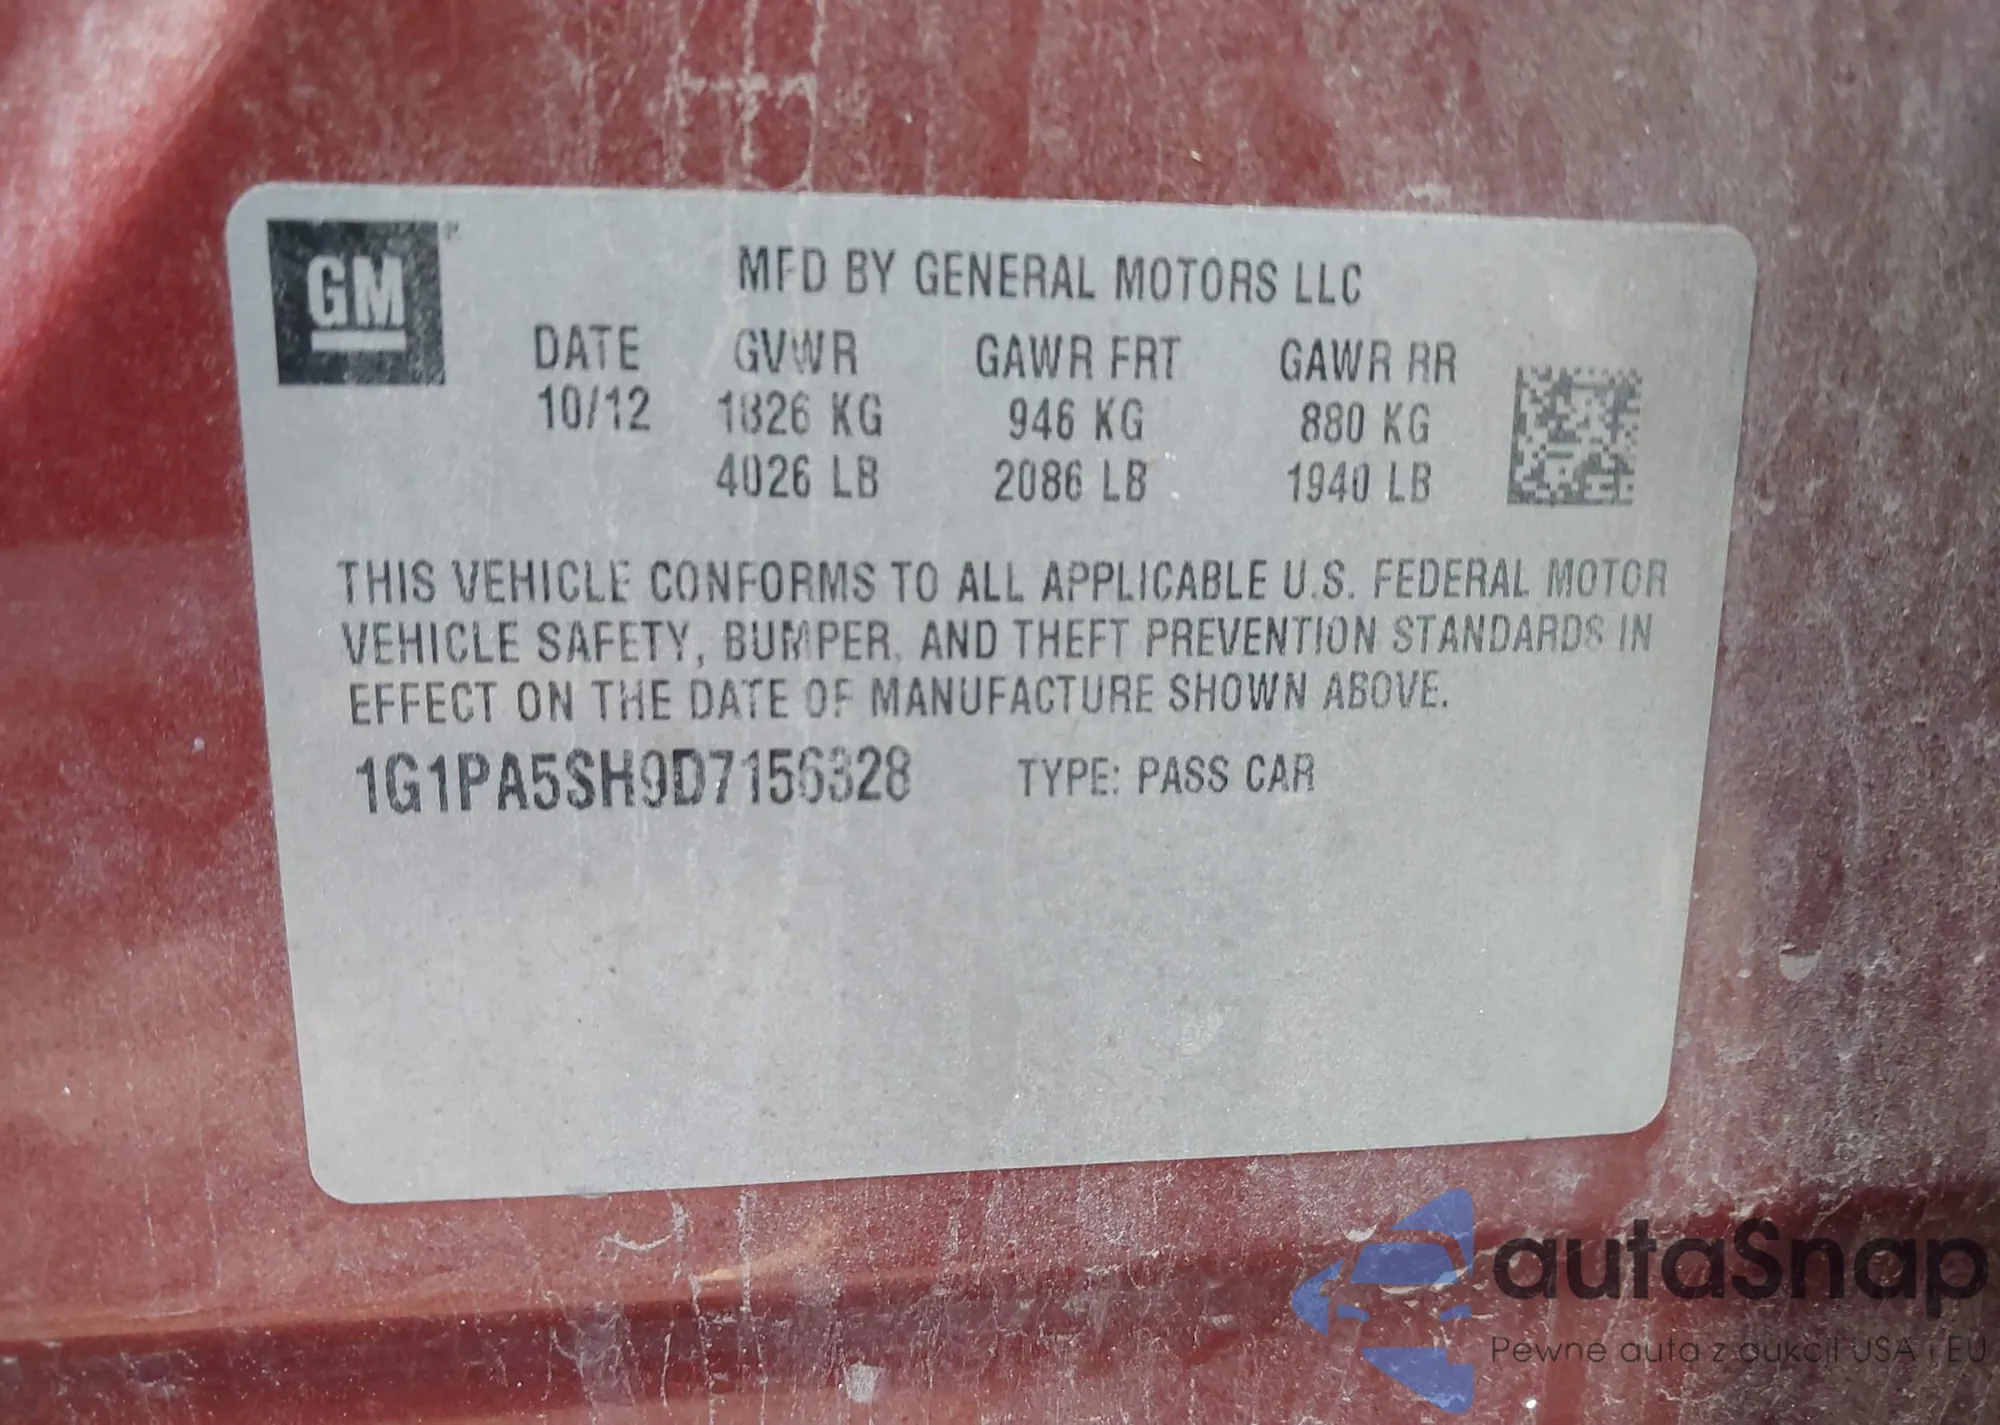 GM
MFD BY GENERAL MOTORS LLC
DATE GVWR GAWR FRT GAWR RR
10/12 1826 KG 946 KG 880 KG
4026 LB 2086 LB 1940 LB
THIS VEHICLE CONFORMS TO ALL APPLICABLE U.S. FEDERAL MOTOR
VEHICLE SAFETY, BUMPER, AND THEFT PREVENTION STANDARDS IN
EFFECT ON THE DATE OF MANUFACTURE SHOWN ABOVE.
1G1PA5SH9D7156328 TYPE: PASS CAR
autaSnap
Pewne auta z aukcji USA i EU